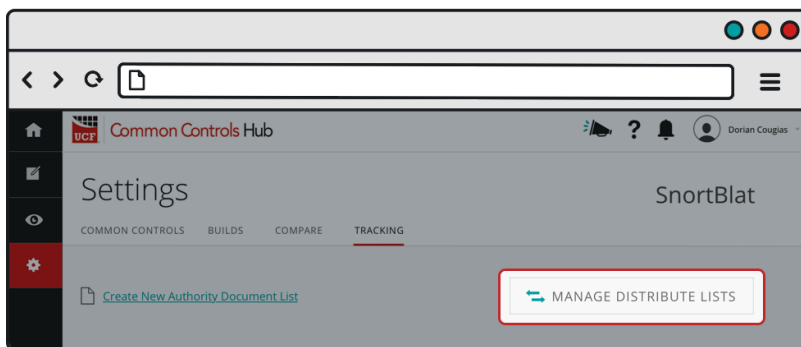 UCF Common Controls Hub ? Dorian Cougias
Settings
SnortBlat
COMMON CONTROLS BUILDS COMPARE TRACKING
Create New Authority Document List
MANAGE DISTRIBUTE LISTS